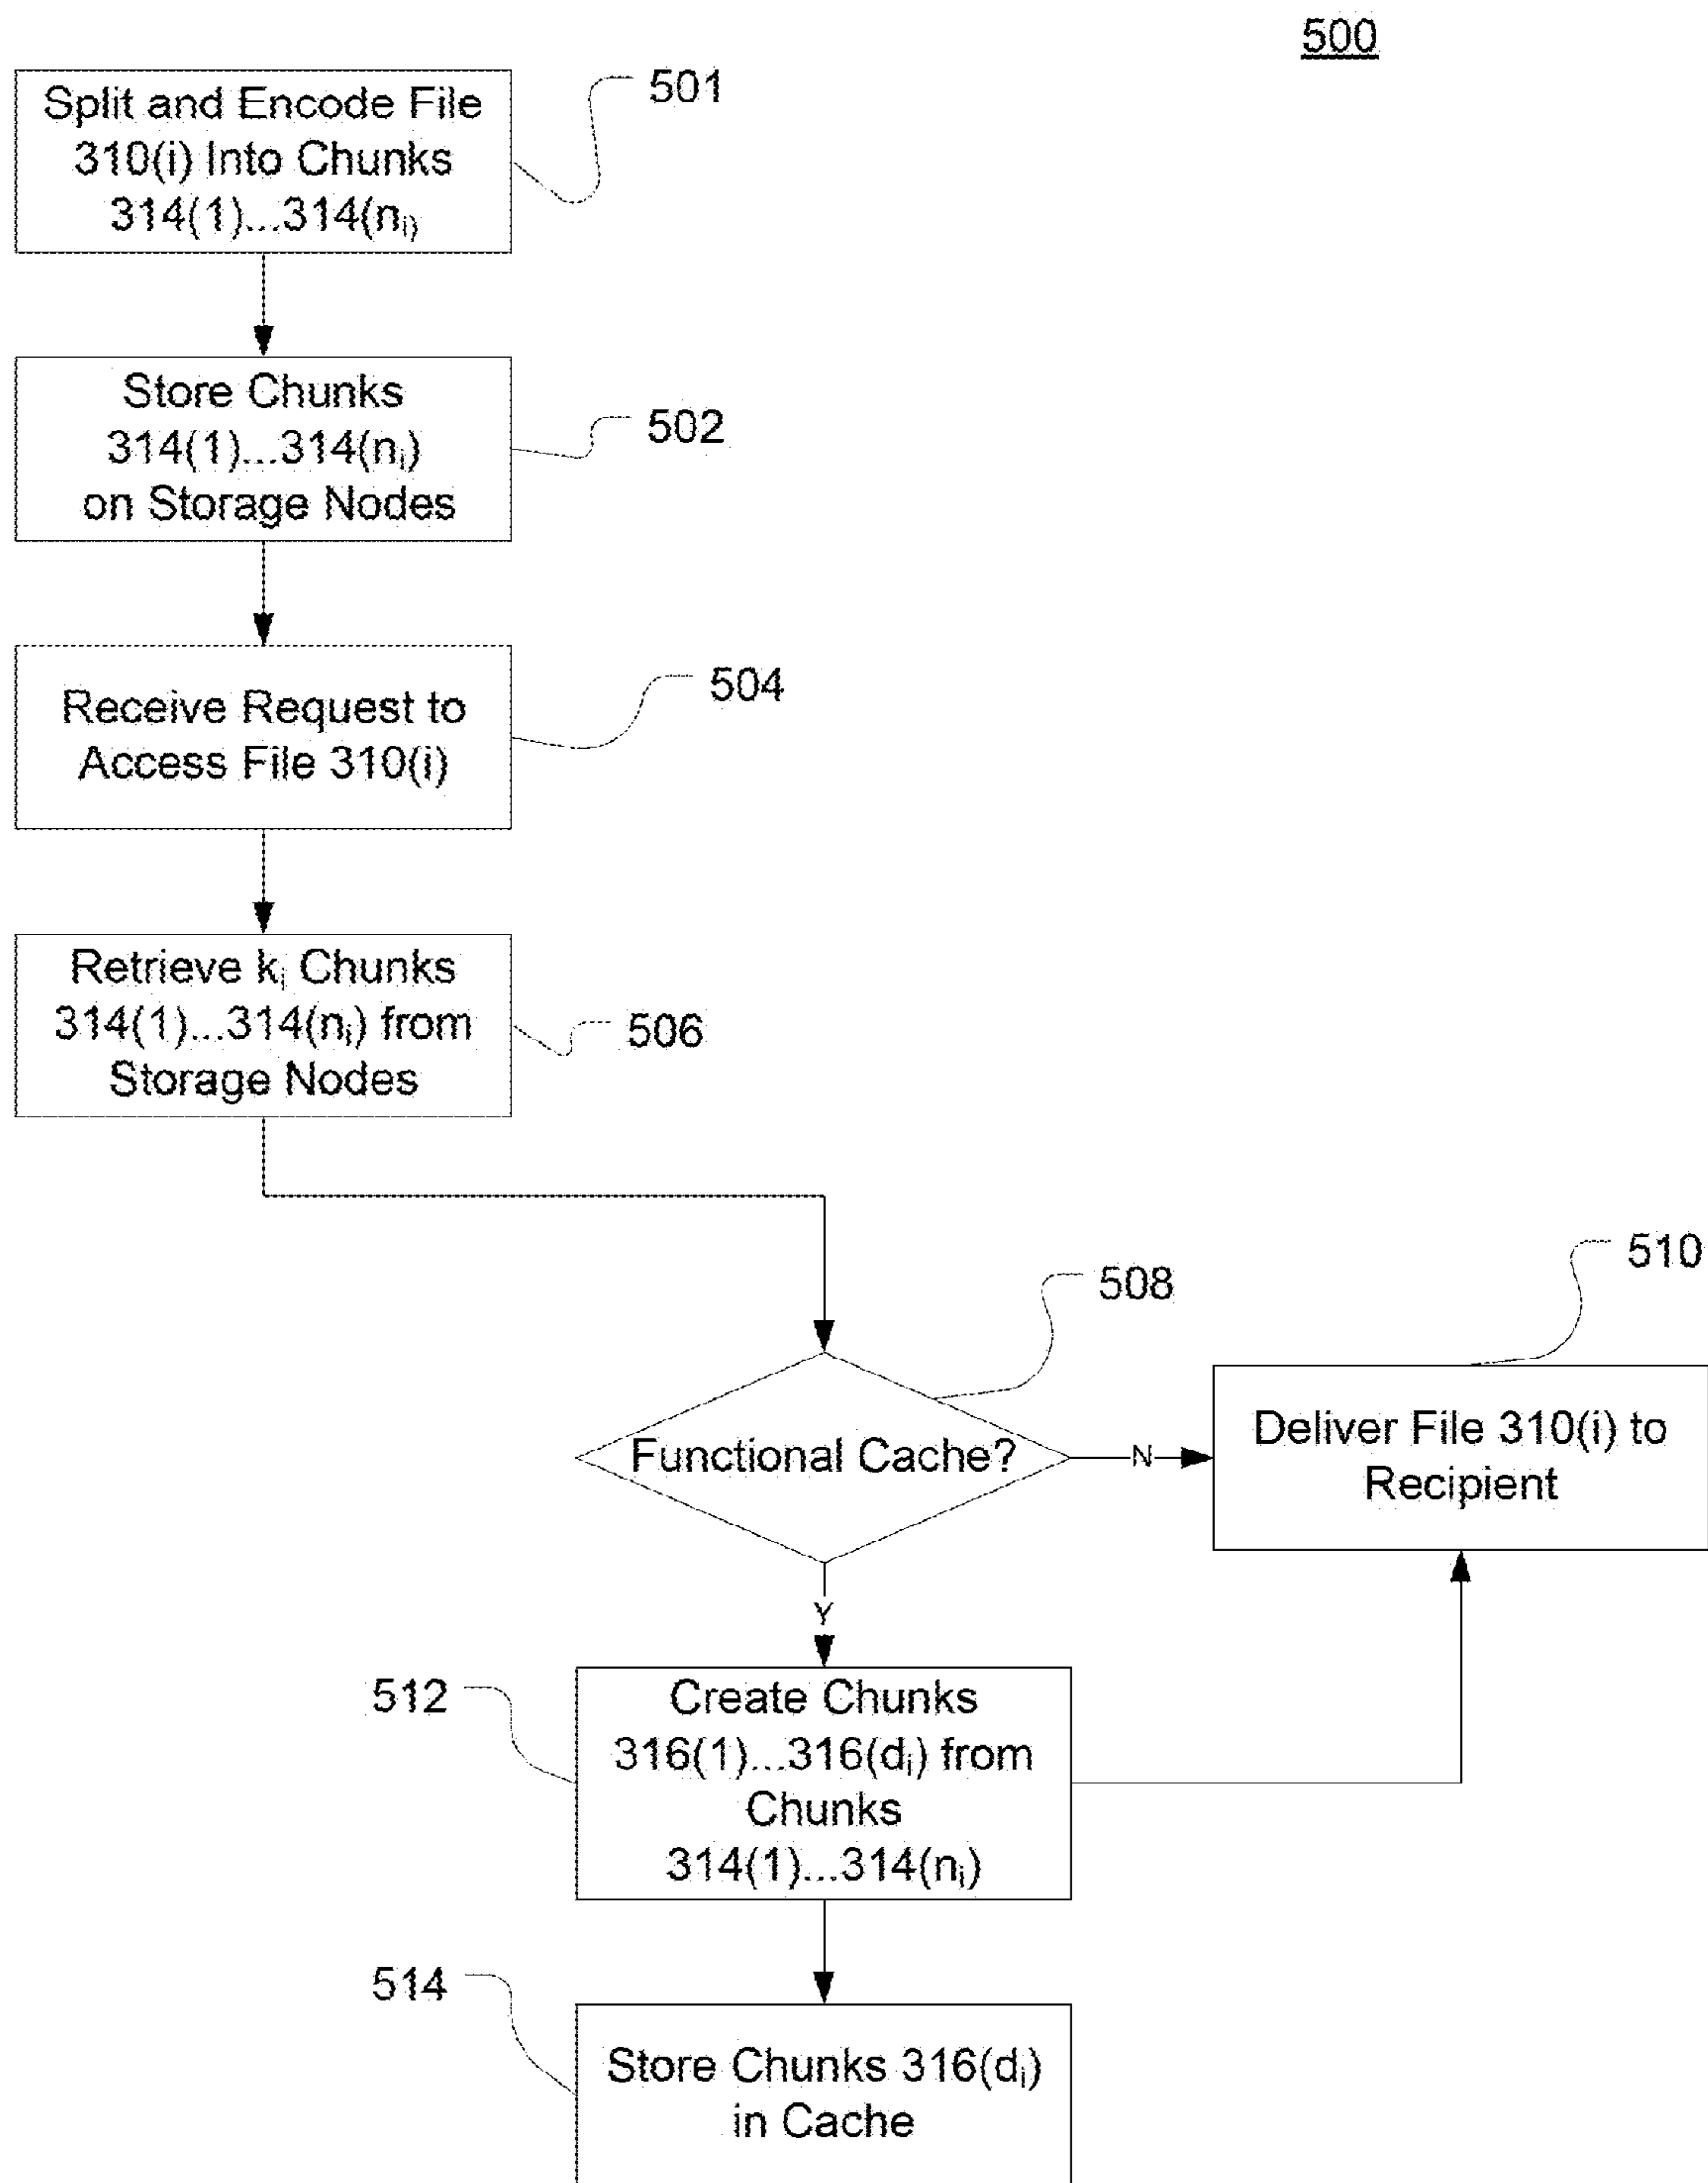 500
Split and Encode File
310(i) Into Chunks
314(1)...314(nᵢ₎
501
Store Chunks
314(1)...314(nᵢ)
on Storage Nodes
502
Receive Request to
Access File 310(i)
504
Retrieve kᵢ Chunks
314(1)...314(nᵢ) from
Storage Nodes
506
508
510
Functional Cache?
N
Deliver File 310(i) to
Recipient
Y
512
Create Chunks
316(1)...316(dᵢ) from
Chunks
314(1)...314(nᵢ)
514
Store Chunks 316(dᵢ)
in Cache